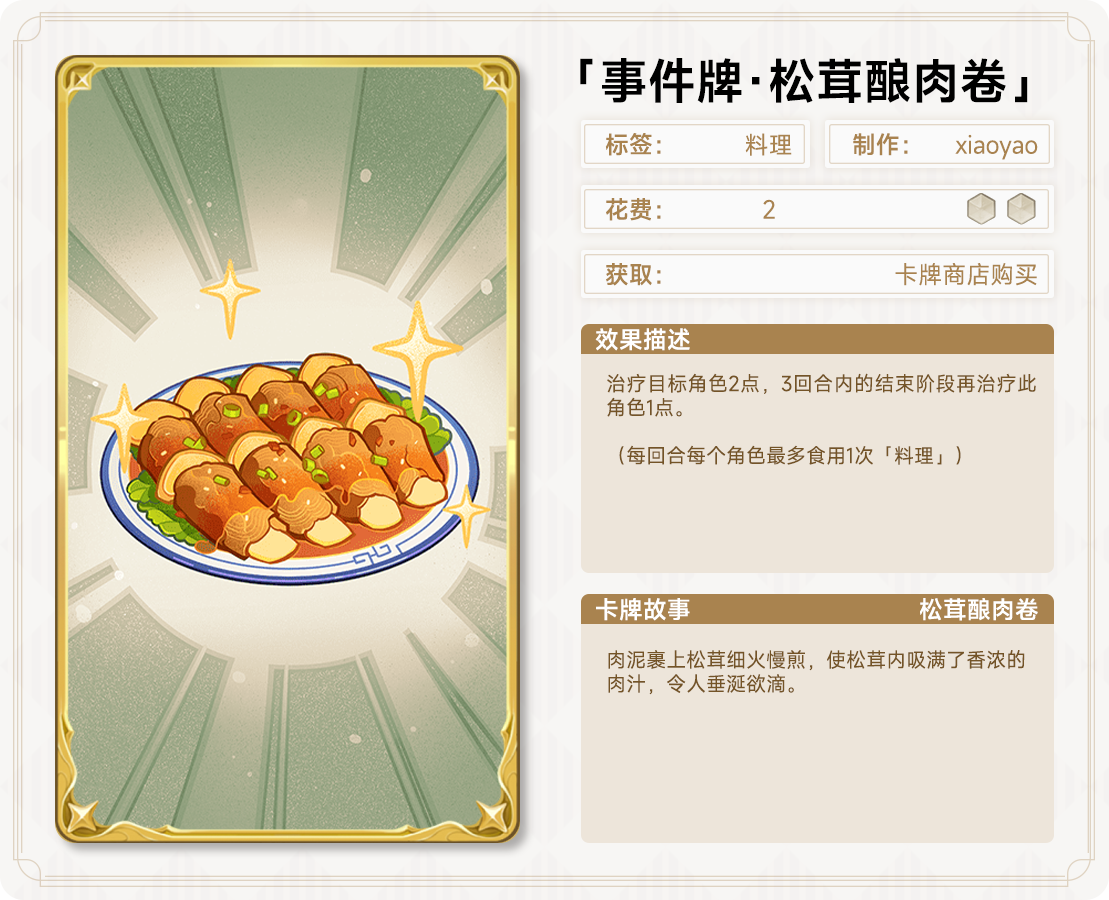 「事件牌·松茸酿肉卷」
标签： 料理 制作： xiaoyao
花费： 2
获取： 卡牌商店购买
效果描述
治疗目标角色2点，3回合内的结束阶段再治疗此
角色1点。
（每回合每个角色最多食用1次「料理」）
卡牌故事 松茸酿肉卷
肉泥裹上松茸细火慢煎，使松茸内吸满了香浓的
肉汁，令人垂涎欲滴。